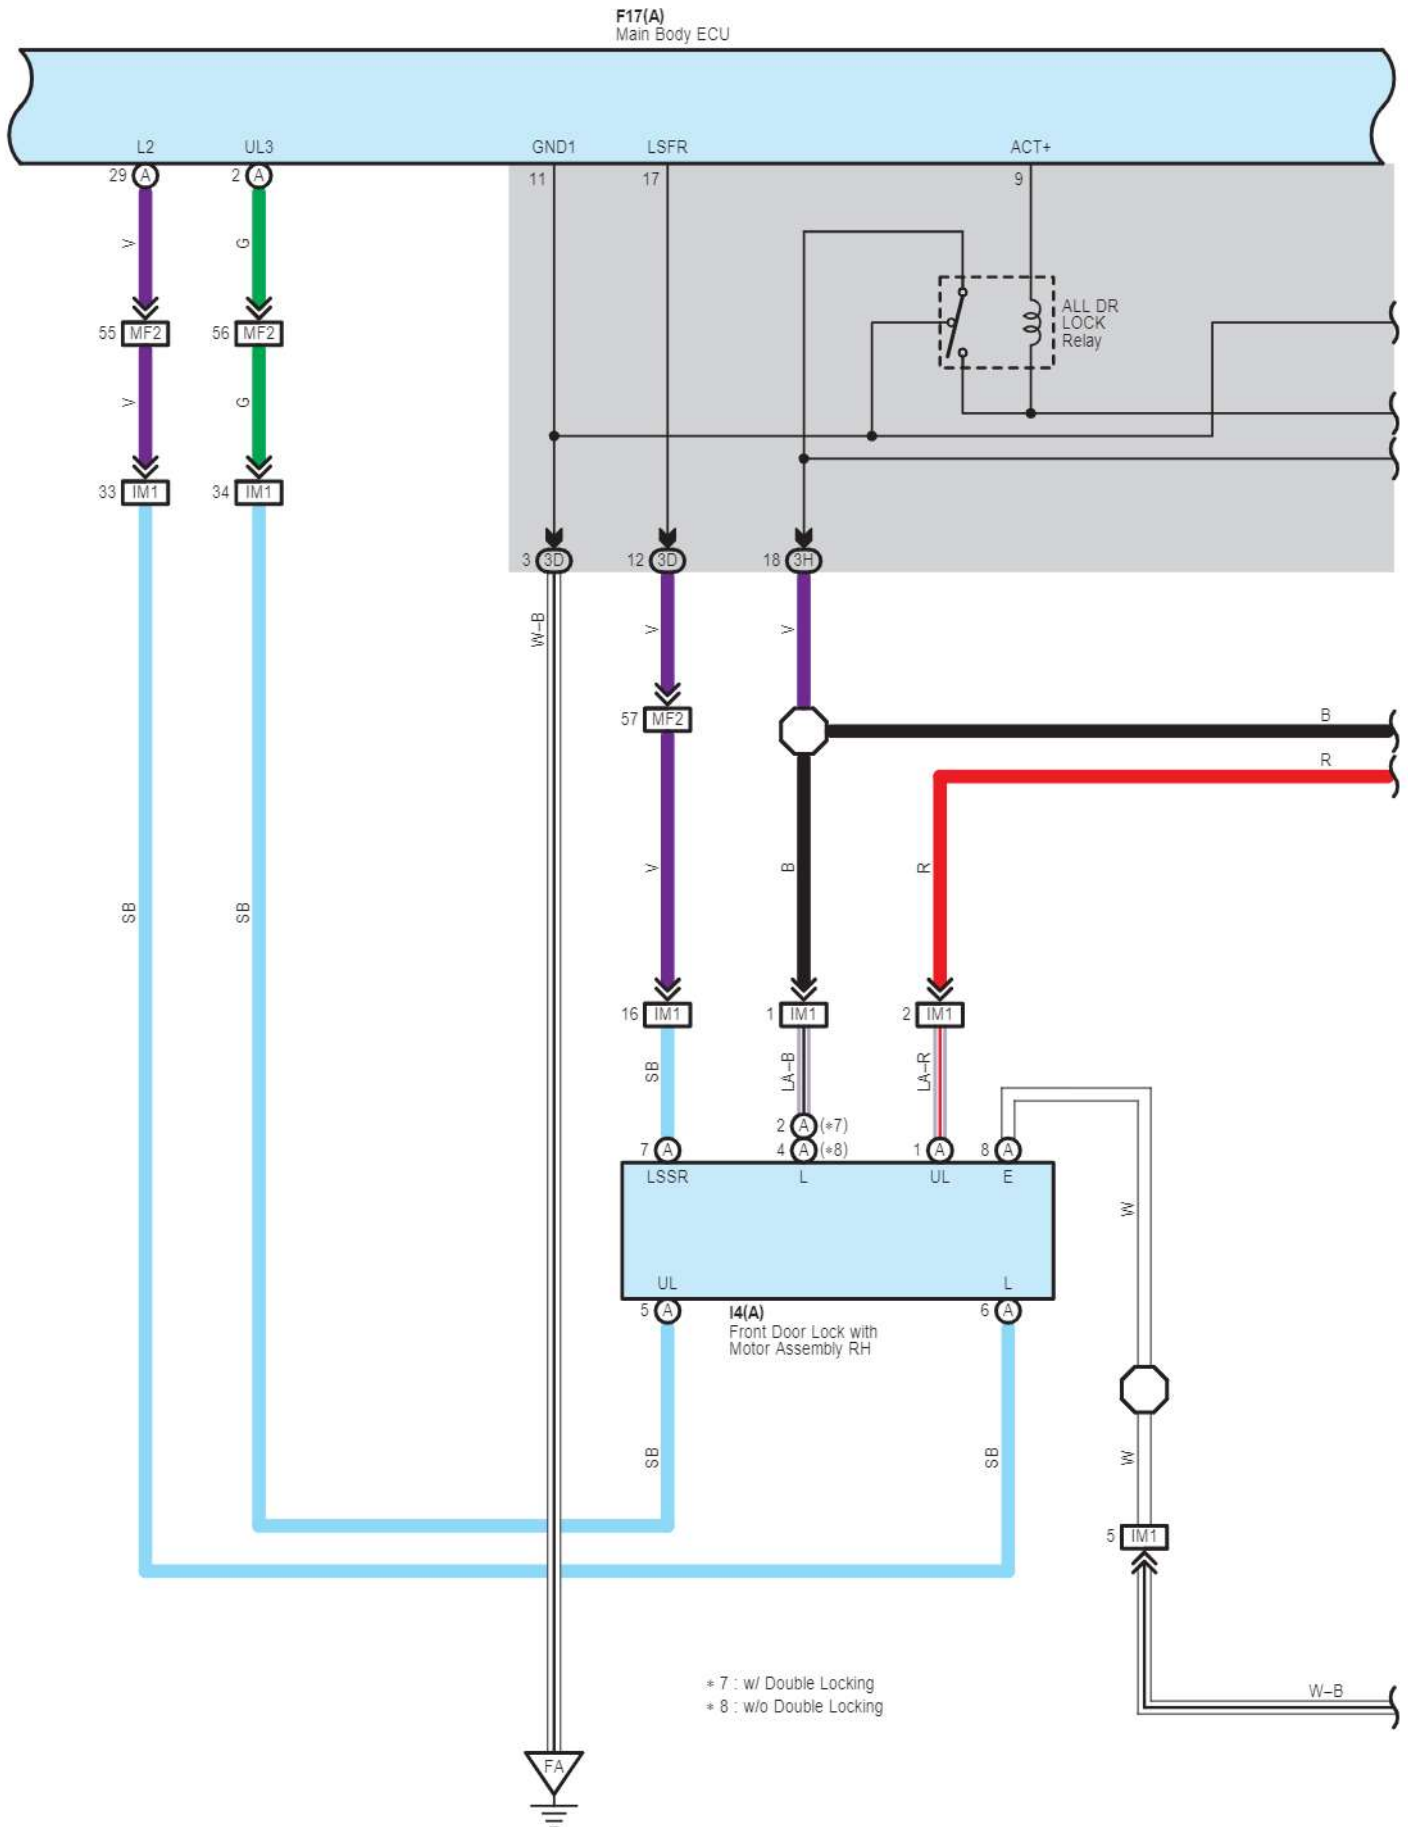 F17(A)
Main Body ECU
L2 UL3 GND1 LSFR ACT+
29 A 2 A 11 17 9
V G
ALL DR
LOCK
Relay
55 MF2 56 MF2
V G
33 IM1 34 IM1
3 3D 12 3D 18 3H
W–B V V
57 MF2
B
R
V B R
SB SB
16 IM1 1 IM1 2 IM1
SB LA–B LA–R
2 A (*7)
7 A 4 A (*8) 1 A 8 A
LSSR L UL E
W
UL L
5 A 6 A
I4(A)
Front Door Lock with
Motor Assembly RH
SB SB W
5 IM1
* 7 : w/ Double Locking
* 8 : w/o Double Locking
W–B
FA